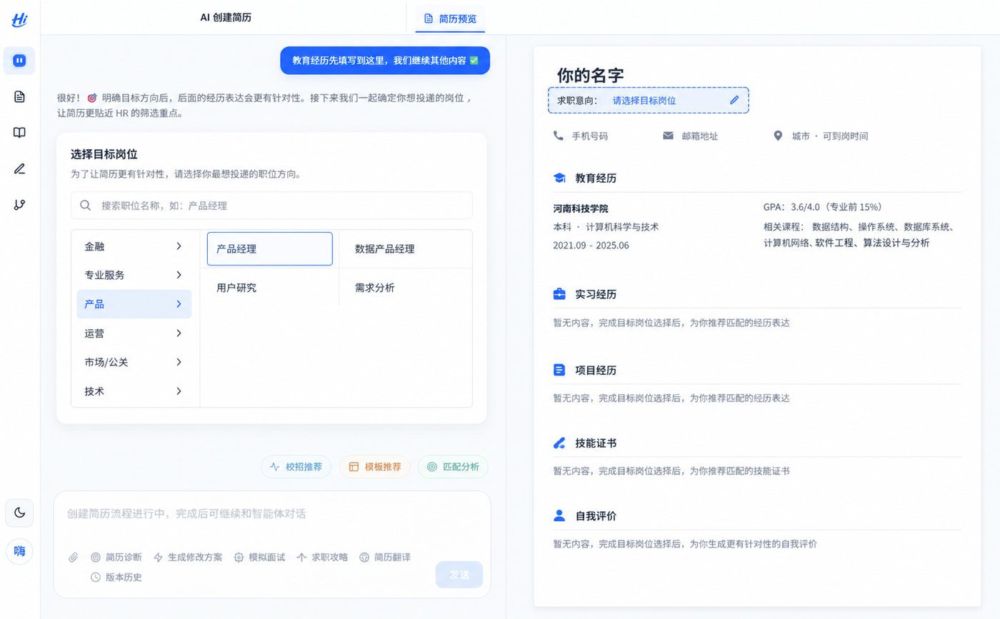 Hi
AI 创建简历
简历预览
教育经历先填写到这里，我们继续其他内容 ✅
很好！🎯 明确目标方向后，后面的经历表达会更有针对性。接下来我们一起确定你想投递的岗位，
让简历更贴近 HR 的筛选重点。
选择目标岗位
为了让简历更有针对性，请选择你最想投递的职位方向。
搜索职位名称，如：产品经理
金融
专业服务
产品
运营
市场/公关
技术
产品经理
数据产品经理
用户研究
需求分析
校招推荐
模板推荐
匹配分析
创建简历流程进行中，完成后可继续和智能体对话
简历诊断
生成修改方案
模拟面试
求职攻略
简历翻译
版本历史
发送
嗨
你的名字
求职意向： 请选择目标岗位
手机号码
邮箱地址
城市 · 可到岗时间
教育经历
河南科技学院
本科 · 计算机科学与技术
2021.09 - 2025.06
GPA：3.6/4.0（专业前 15%）
相关课程： 数据结构、操作系统、数据库系统、
计算机网络、软件工程、算法设计与分析
实习经历
暂无内容，完成目标岗位选择后，为你推荐匹配的经历表达
项目经历
暂无内容，完成目标岗位选择后，为你推荐匹配的经历表达
技能证书
暂无内容，完成目标岗位选择后，为你推荐匹配的技能证书
自我评价
暂无内容，完成目标岗位选择后，为你生成更有针对性的自我评价